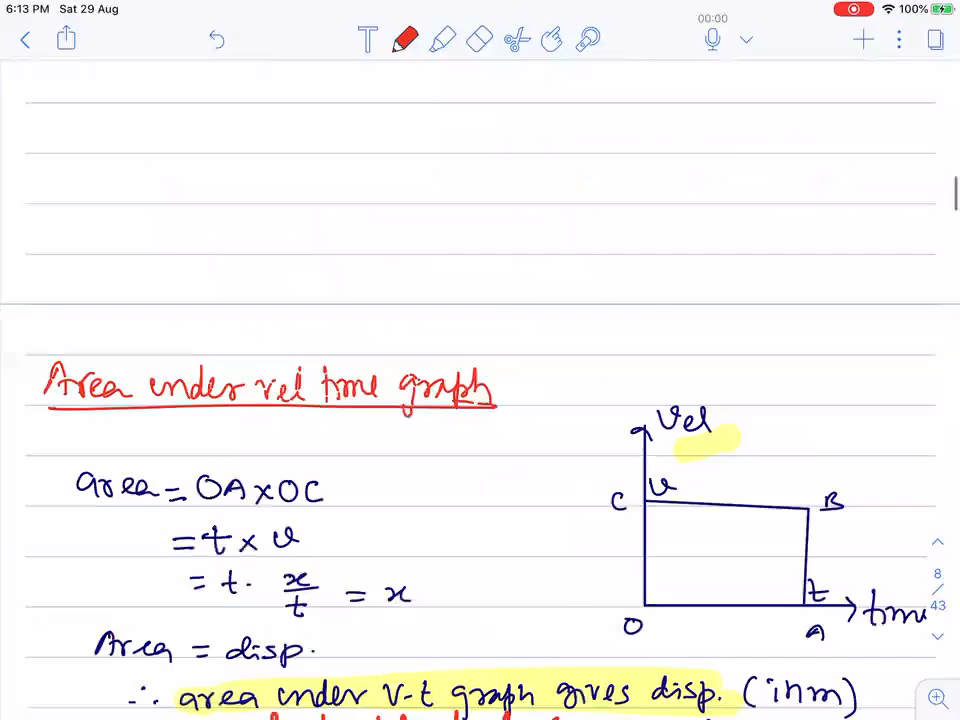 6:13 PM Sat 29 Aug
100%
00:00
T
Area under vel time graph
Vel
area = OA × OC
C v B
= t × v
= t. x/t = x
t
time
O A
8
/
43
Area = disp.
∴ area under v-t graph gives disp. (in m)